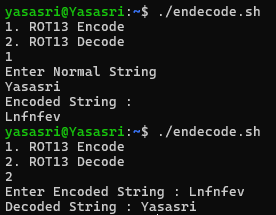 yasasri@Yasasri:~$ ./endecode.sh
1. ROT13 Encode
2. ROT13 Decode
1
Enter Normal String
Yasasri
Encoded String :
Lnfnfev
yasasri@Yasasri:~$ ./endecode.sh
1. ROT13 Encode
2. ROT13 Decode
2
Enter Encoded String : Lnfnfev
Decoded String : Yasasri